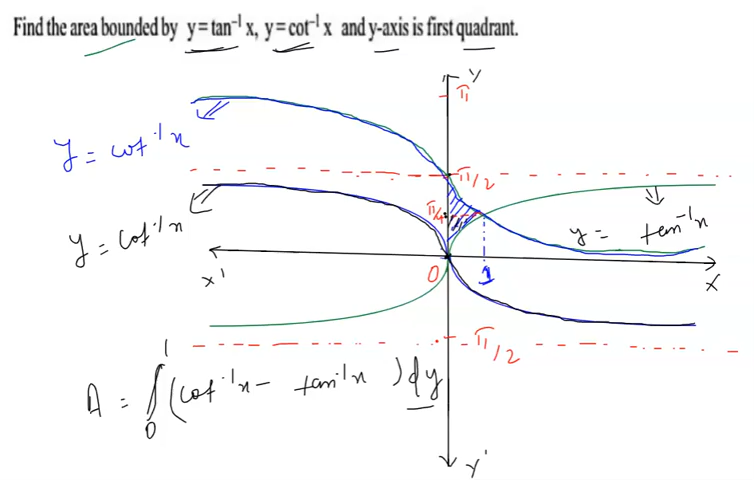 Find the area bounded by y=tan⁻¹ x, y=cot⁻¹ x and y-axis is first quadrant.
Y
π
y = cot⁻¹x
π/2
π/4
y = cot⁻¹x
y = tan⁻¹x
X'
O
1
X
π/2
A = ∫₀¹ (cot⁻¹x - tan⁻¹x) dy
Y'